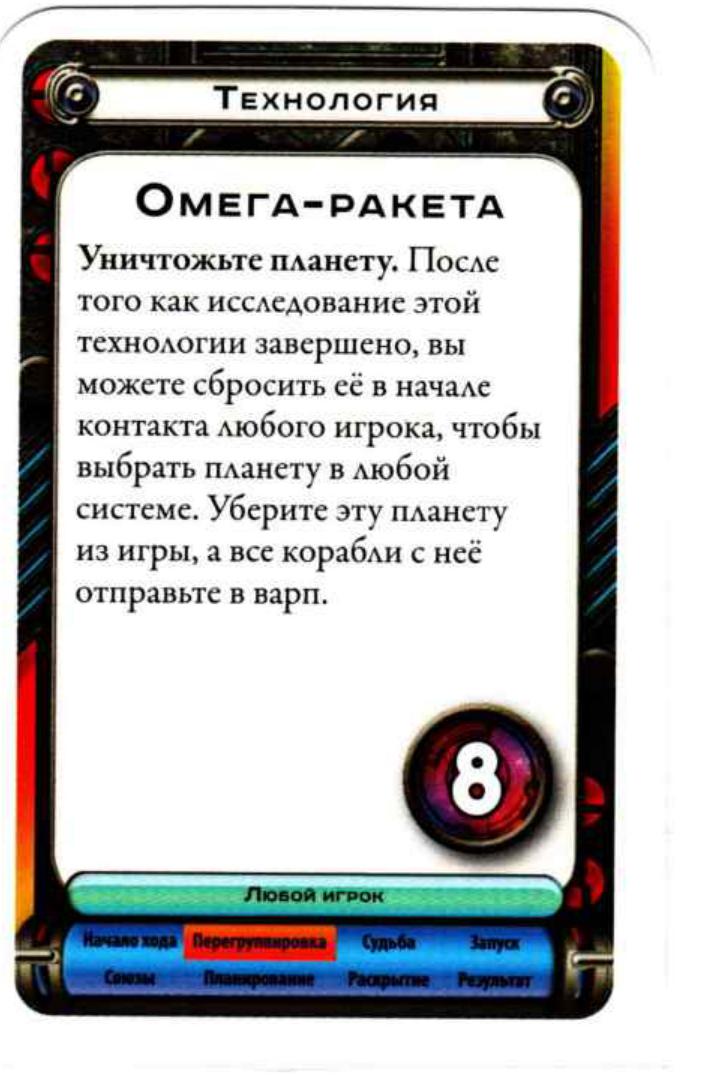 Технология
Омега-ракета
Уничтожьте планету. После
того как исследование этой
технологии завершено, вы
можете сбросить её в начале
контакта любого игрока, чтобы
выбрать планету в любой
системе. Уберите эту планету
из игры, а все корабли с неё
отправьте в варп.
8
Любой игрок
Начало хода Перегруппировка Судьба Запуск
Союзы Планирование Раскрытие Результат